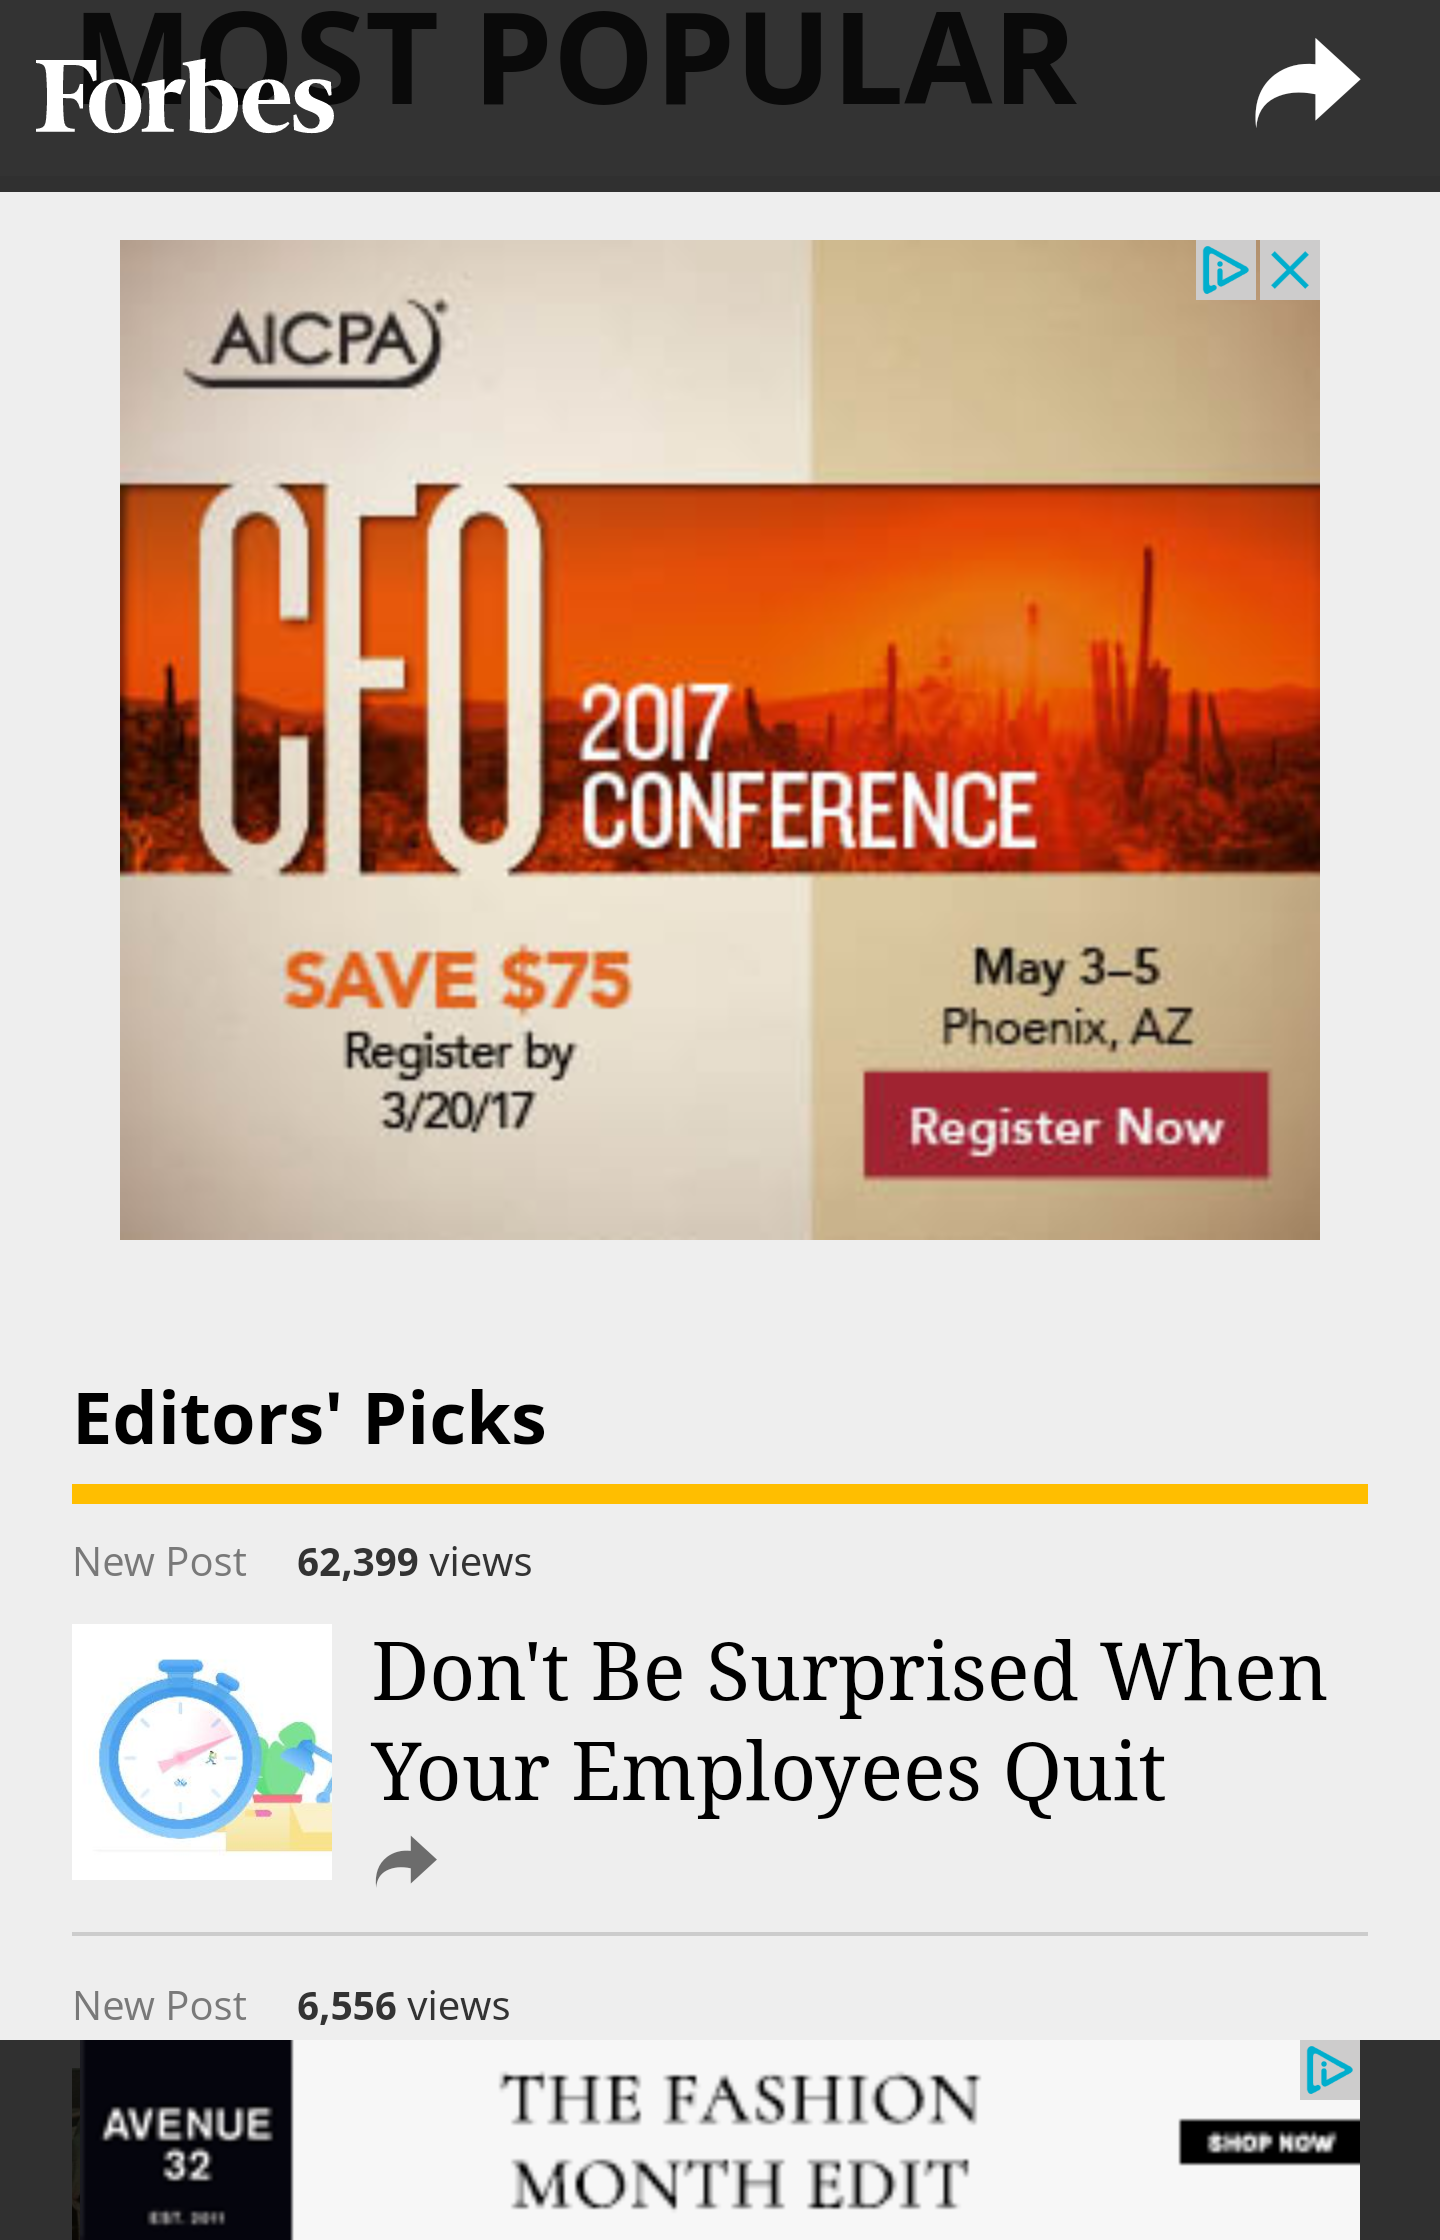 MOST POPULAR
Forbes
AICPA
CFO
2017
CONFERENCE
SAVE $75
Register by
3/20/17
May 3–5
Phoenix, AZ
Register Now
Editors' Picks
New Post 62,399 views
Don't Be Surprised When
Your Employees Quit
New Post 6,556 views
AVENUE
32
EST. 2011
THE FASHION
MONTH EDIT
SHOP NOW